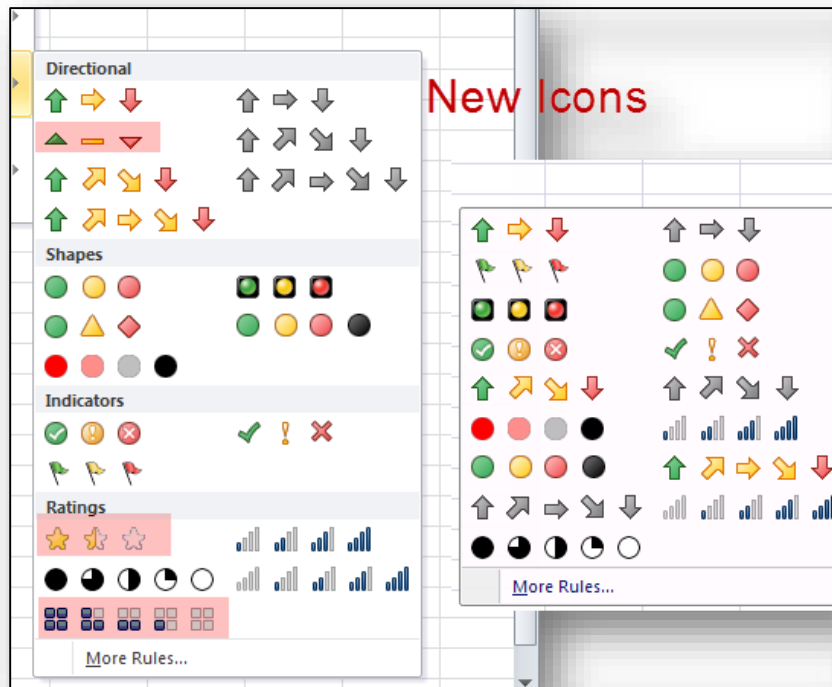 Directional
New Icons
Shapes
Indicators
Ratings
More Rules...
More Rules...